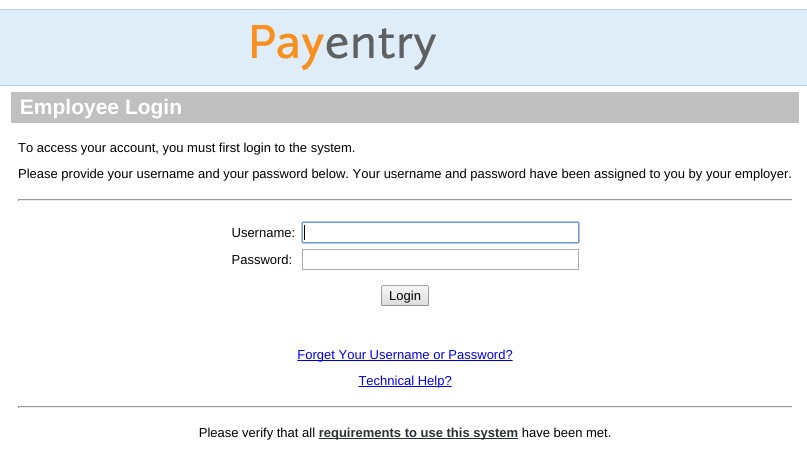 Payentry
Employee Login
To access your account, you must first login to the system.
Please provide your username and your password below. Your username and password have been assigned to you by your employer.
Username:
Password:
Login
Forget Your Username or Password?
Technical Help?
Please verify that all requirements to use this system have been met.